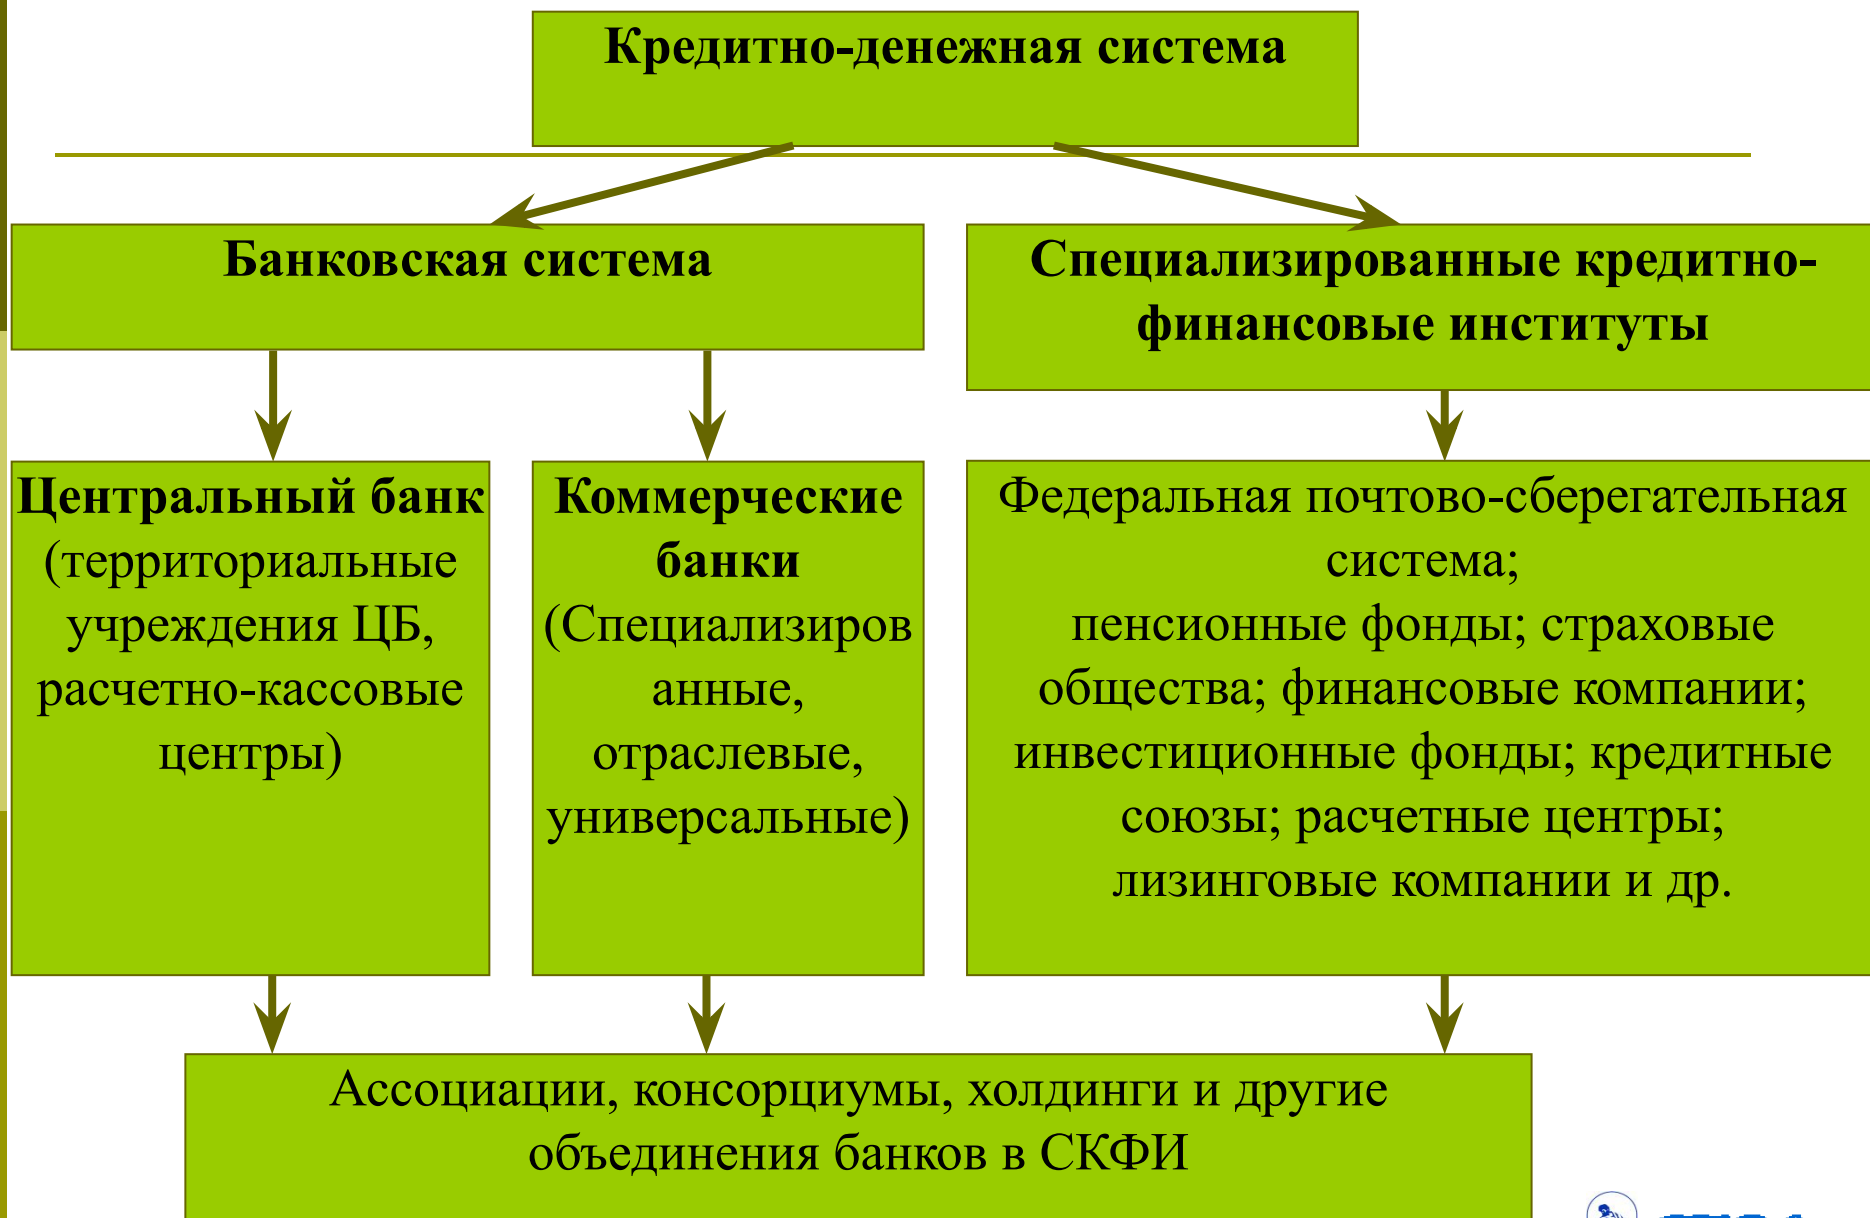 Кредитно-денежная система
Банковская система
Специализированные кредитно-
финансовые институты
Центральный банк
(территориальные
учреждения ЦБ,
расчетно-кассовые
центры)
Коммерческие
банки
(Специализиров
анные,
отраслевые,
универсальные)
Федеральная почтово-сберегательная
система;
пенсионные фонды; страховые
общества; финансовые компании;
инвестиционные фонды; кредитные
союзы; расчетные центры;
лизинговые компании и др.
Ассоциации, консорциумы, холдинги и другие
объединения банков в СКФИ